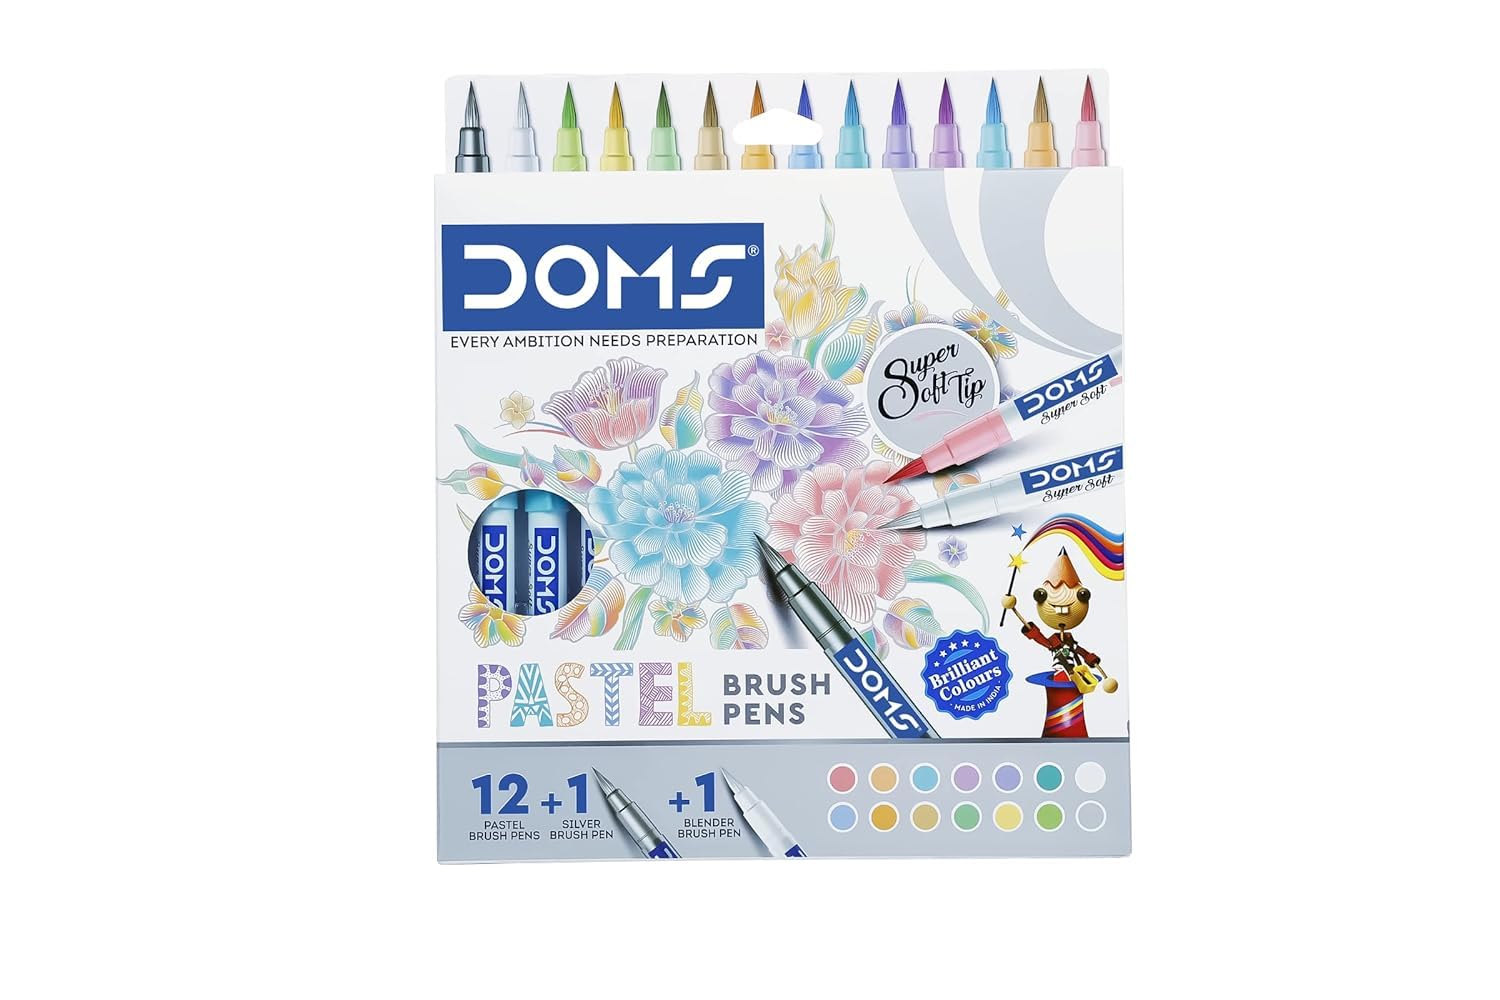 DOMS®
EVERY AMBITION NEEDS PREPARATION
Super
Soft Tip
DOMS
Super Soft
DOMS
Super Soft
DOMS
DOMS
DOMS
PASTEL
BRUSH
PENS
Brilliant
Colours
MADE IN INDIA
12
PASTEL
BRUSH PENS
+1
SILVER
BRUSH PEN
+1
BLENDER
BRUSH PEN